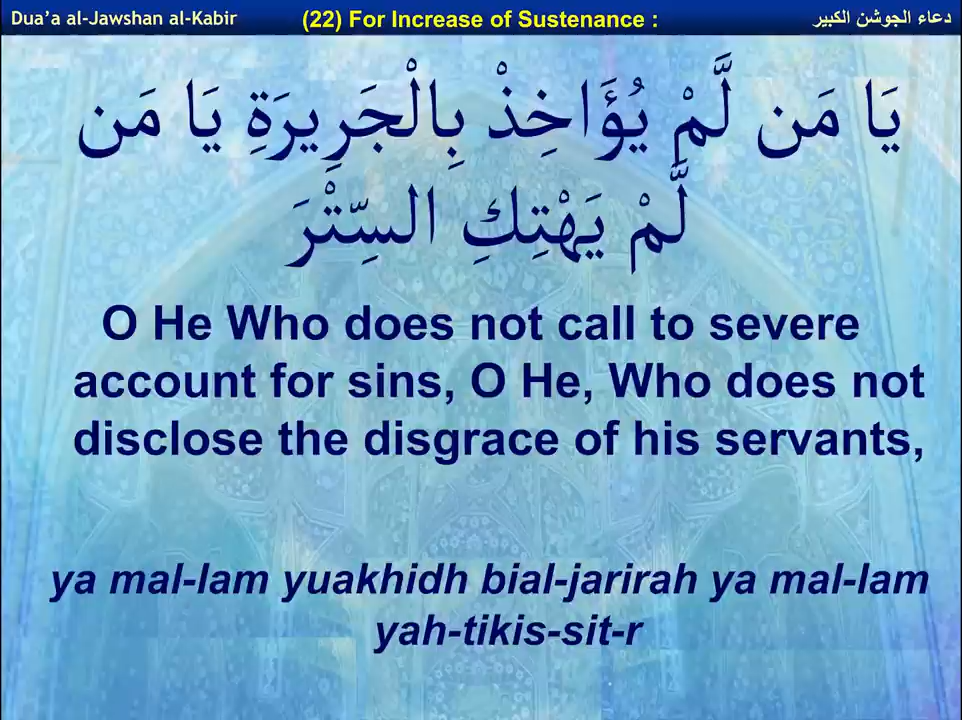 Dua’a al-Jawshan al-Kabir (22) For Increase of Sustenance : دعاء الجوشن الكبير
يَا مَن لَّمْ يُؤَاخِذْ بِالْجَرِيرَةِ يَا مَن
لَّمْ يَهْتِكِ السِّتْرَ
O He Who does not call to severe
account for sins, O He, Who does not
disclose the disgrace of his servants,
ya mal-lam yuakhidh bial-jarirah ya mal-lam
yah-tikis-sit-r